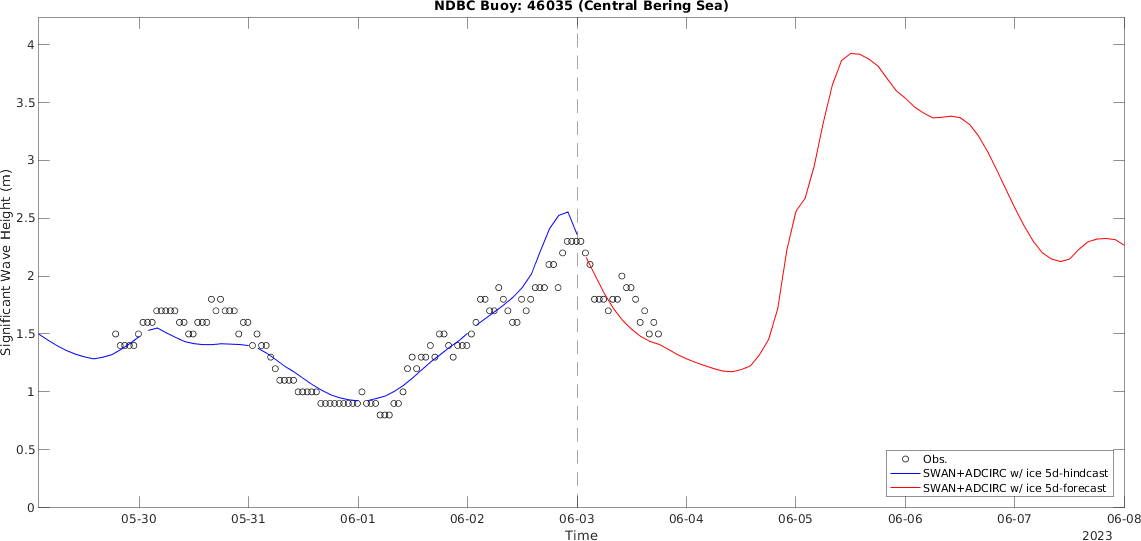 NDBC Buoy: 46035 (Central Bering Sea)
4
3.5
3
2.5
2
1.5
1
0.5
0
Significant Wave Height (m)
Obs.
SWAN+ADCIRC w/ ice 5d-hindcast
SWAN+ADCIRC w/ ice 5d-forecast
05-30 05-31 06-01 06-02 06-03 06-04 06-05 06-06 06-07 06-08
Time
2023